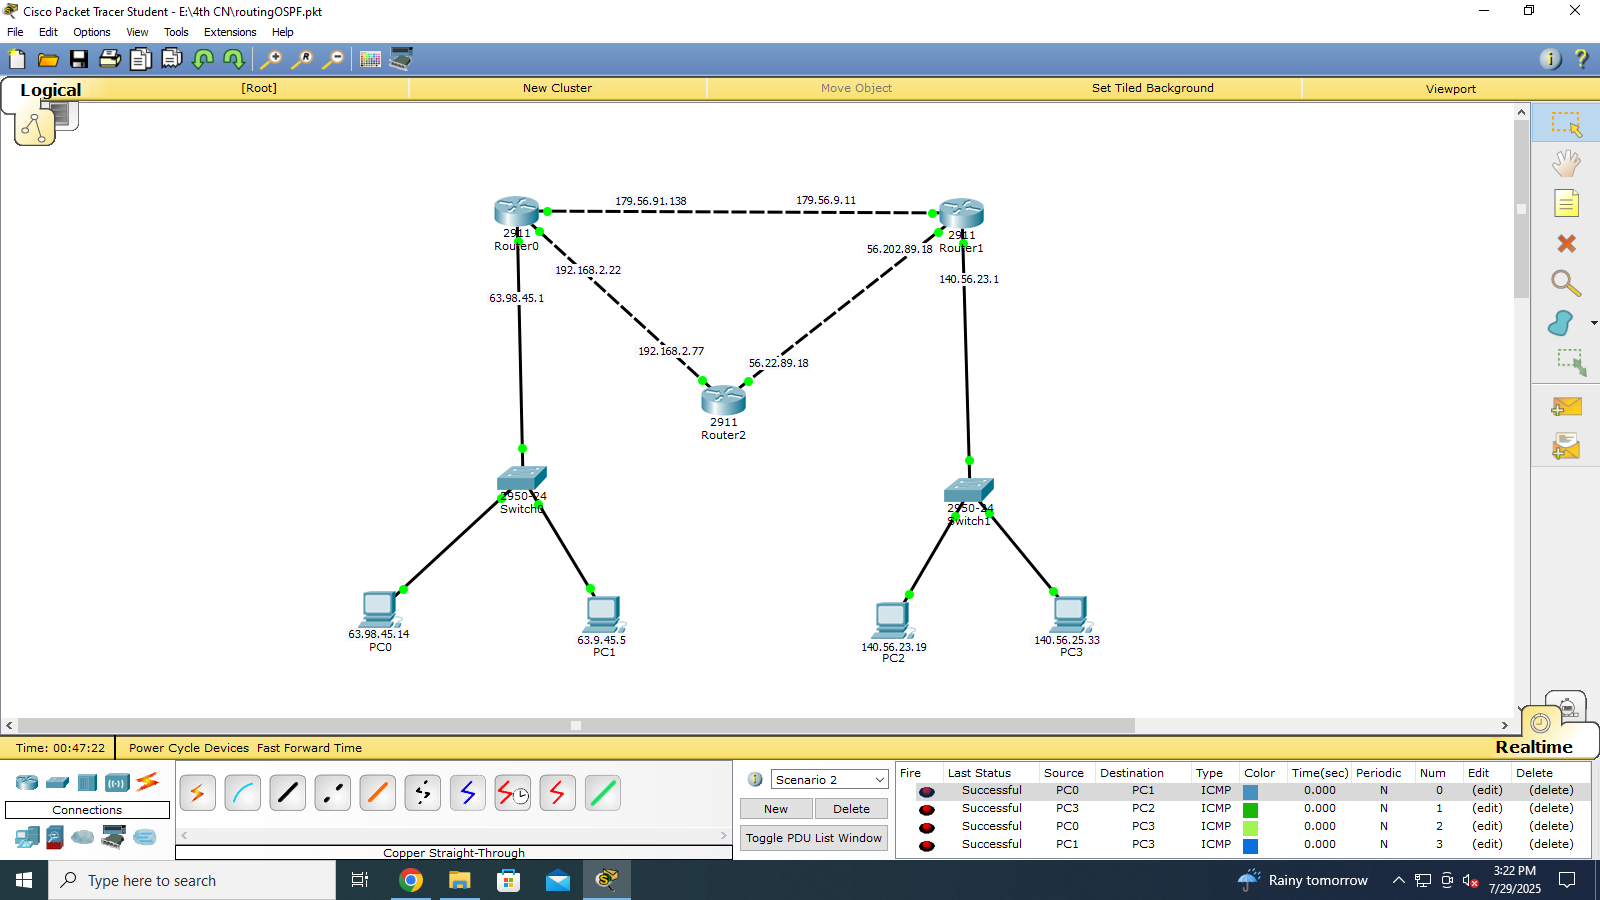 Cisco Packet Tracer Student - E:\4th CN\routingOSPF.pkt
File Edit Options View Tools Extensions Help
Logical [Root] New Cluster Move Object Set Tiled Background Viewport
179.56.91.138 179.56.9.11
2911
Router0
2911
Router1
56.202.89.18
192.168.2.22
140.56.23.1
63.98.45.1
192.168.2.77
56.22.89.18
2911
Router2
2950-24
Switch0
2950-24
Switch1
63.98.45.14
PC0
63.9.45.5
PC1
140.56.23.19
PC2
140.56.25.33
PC3
Time: 00:47:22 Power Cycle Devices Fast Forward Time
Realtime
Connections
Copper Straight-Through
Scenario 2
New Delete
Toggle PDU List Window
Fire Last Status Source Destination Type Color Time(sec) Periodic Num Edit Delete
Successful PC0 PC1 ICMP 0.000 N 0 (edit) (delete)
Successful PC3 PC2 ICMP 0.000 N 1 (edit) (delete)
Successful PC0 PC3 ICMP 0.000 N 2 (edit) (delete)
Successful PC1 PC3 ICMP 0.000 N 3 (edit) (delete)
Type here to search
Rainy tomorrow
3:22 PM
7/29/2025